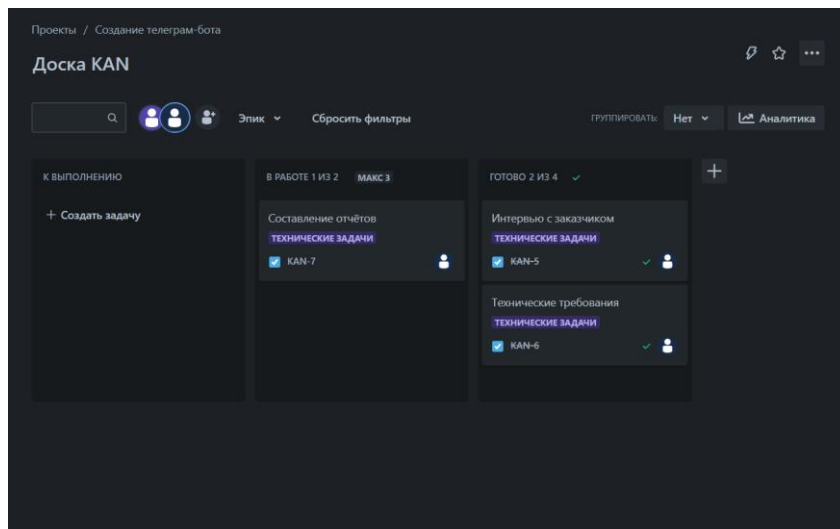 Проекты / Создание телеграм-бота
Доска KAN
Эпик
Сбросить фильтры
ГРУППИРОВАТЬ: Нет
Аналитика
К ВЫПОЛНЕНИЮ
+ Создать задачу
В РАБОТЕ 1 ИЗ 2 МАКС 3
Составление отчётов
ТЕХНИЧЕСКИЕ ЗАДАЧИ
KAN-7
ГОТОВО 2 ИЗ 4
Интервью с заказчиком
ТЕХНИЧЕСКИЕ ЗАДАЧИ
KAN-5
Технические требования
ТЕХНИЧЕСКИЕ ЗАДАЧИ
KAN-6